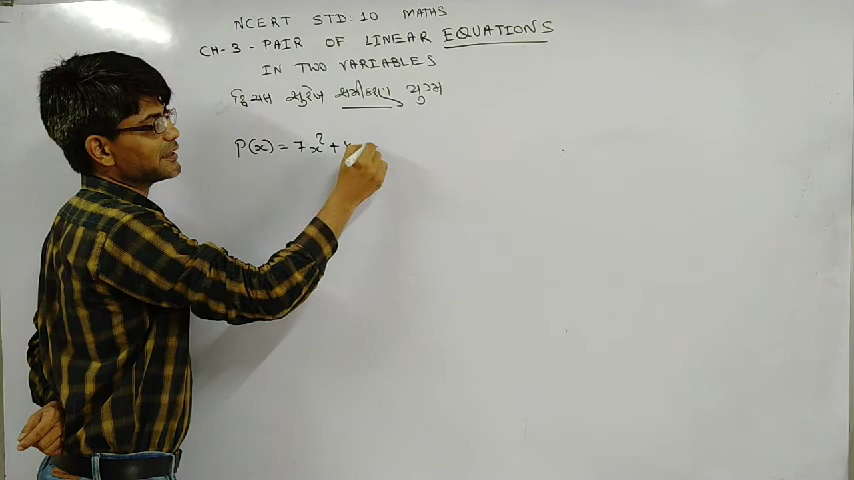 NCERT STD: 10 MATHS
CH-3 - PAIR OF LINEAR EQUATIONS
IN TWO VARIABLES
દ્વિચલ સુરેખ સમીકરણ યુગ્મ
P(x) = 7x² +